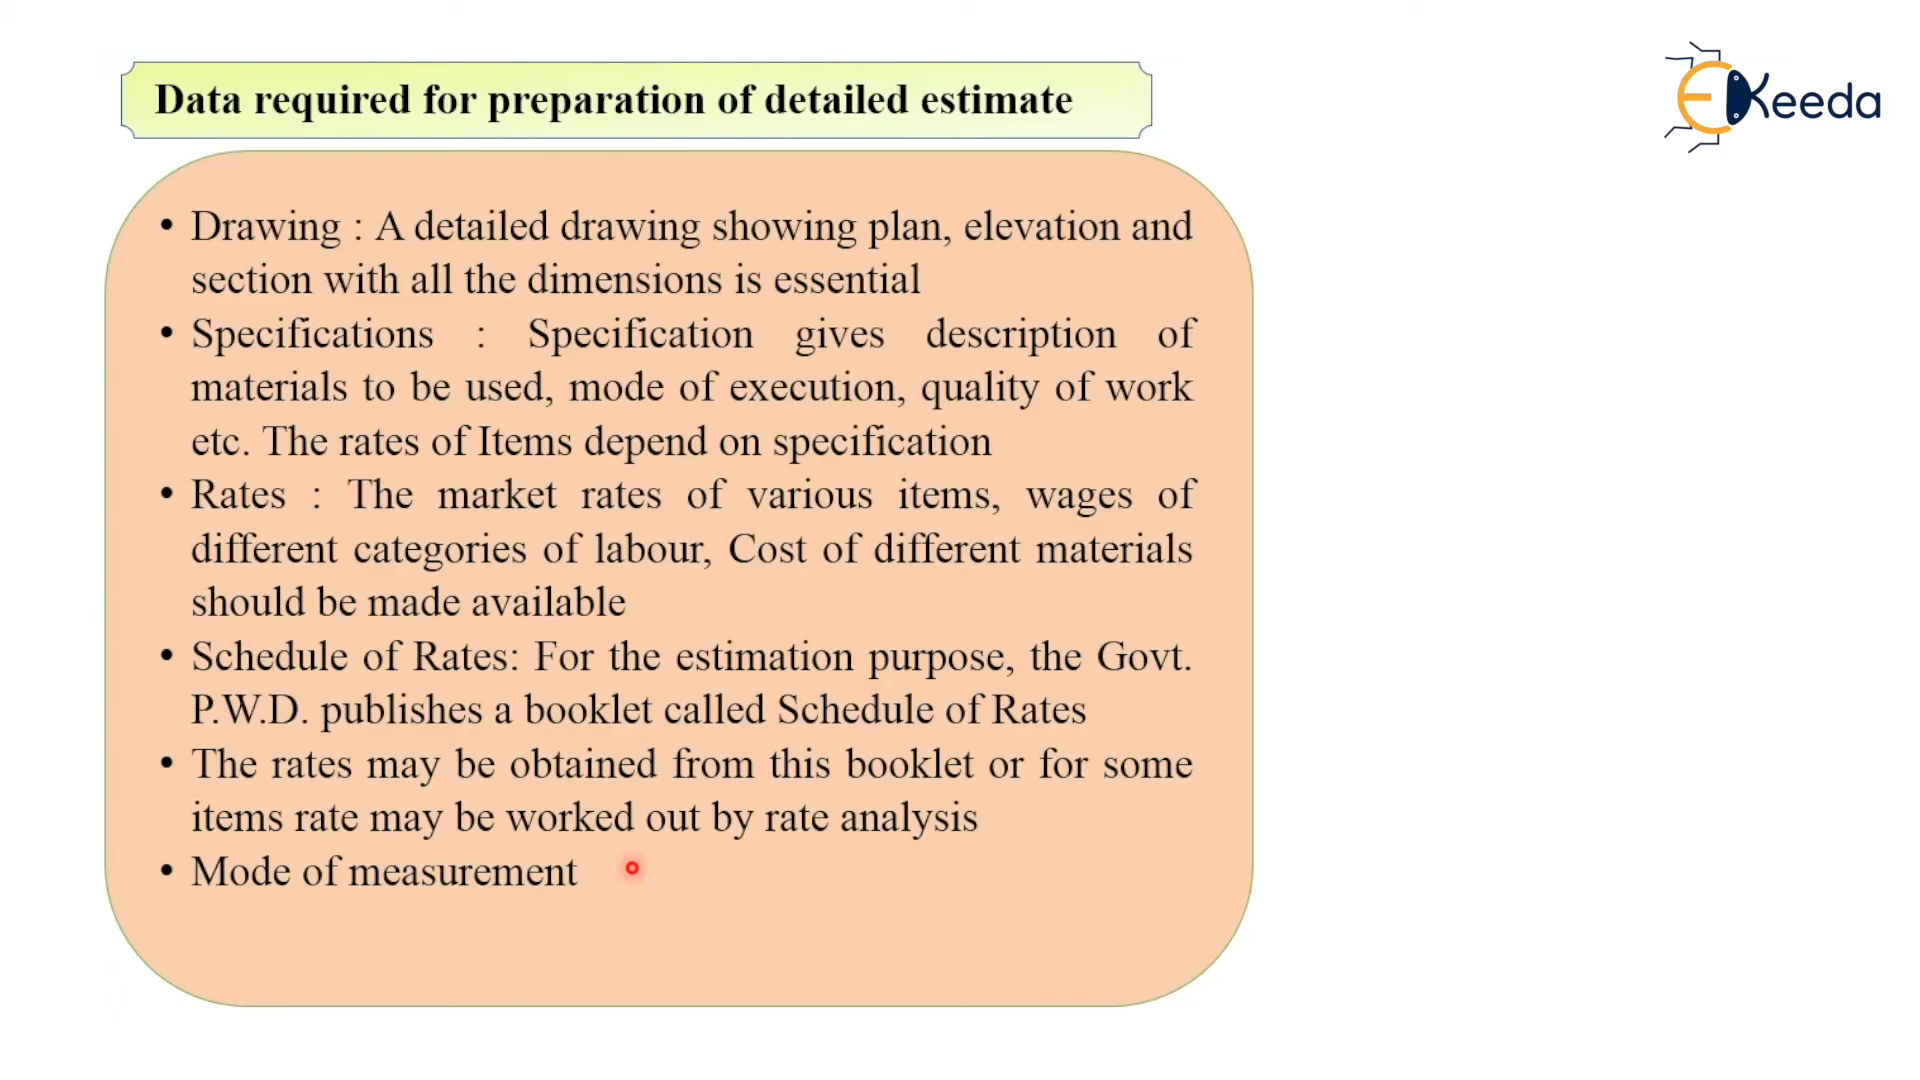 Data required for preparation of detailed estimate
EKeeda
• Drawing : A detailed drawing showing plan, elevation and
section with all the dimensions is essential
• Specifications : Specification gives description of
materials to be used, mode of execution, quality of work
etc. The rates of Items depend on specification
• Rates : The market rates of various items, wages of
different categories of labour, Cost of different materials
should be made available
• Schedule of Rates: For the estimation purpose, the Govt.
P.W.D. publishes a booklet called Schedule of Rates
• The rates may be obtained from this booklet or for some
items rate may be worked out by rate analysis
• Mode of measurement